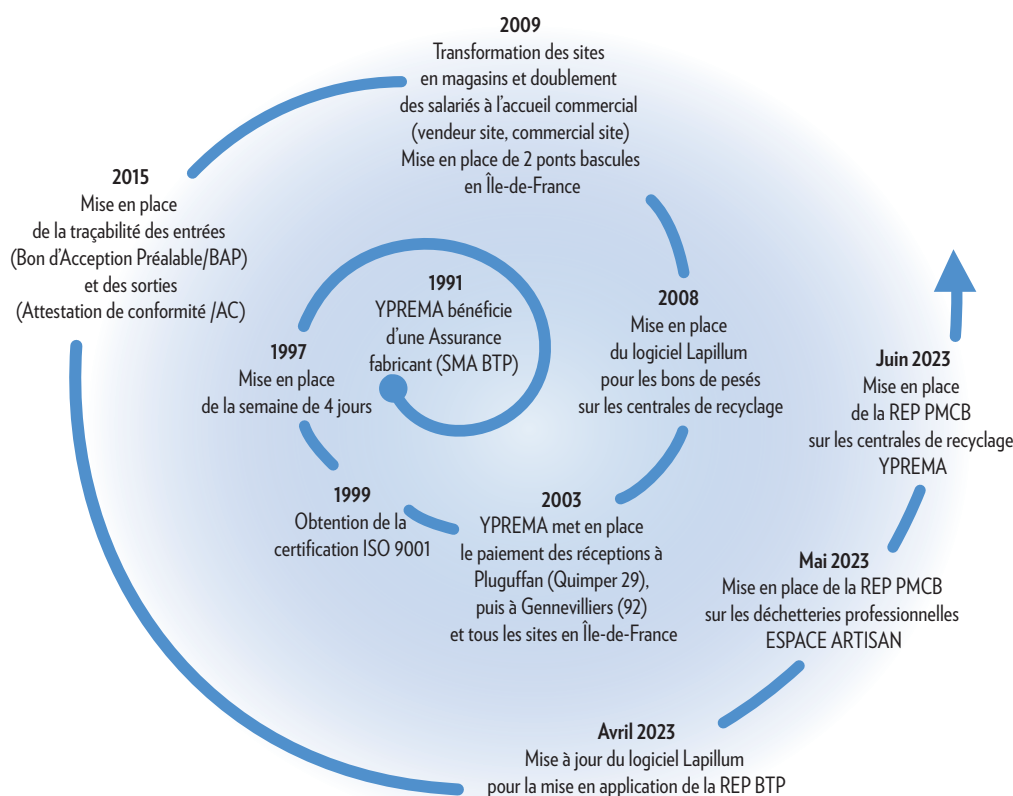 2009
Transformation des sites
en magasins et doublement
des salariés à l'accueil commercial
(vendeur site, commercial site)
Mise en place de 2 ponts bascules
en Île-de-France
2015
Mise en place
de la traçabilité des entrées
(Bon d'Acception Préalable/BAP)
et des sorties
(Attestation de conformité /AC)
1991
YPREMA bénéficie
d'une Assurance
fabricant (SMA BTP)
1997
Mise en place
de la semaine de 4 jours
2008
Mise en place
du logiciel Lapillum
pour les bons de pesés
sur les centrales de recyclage
1999
Obtention de la
certification ISO 9001
2003
YPREMA met en place
le paiement des réceptions à
Pluguffan (Quimper 29),
puis à Gennevilliers (92)
et tous les sites en Île-de-France
Juin 2023
Mise en place
de la REP PMCB
sur les centrales de recyclage
YPREMA
Mai 2023
Mise en place de la REP PMCB
sur les déchetteries professionnelles
ESPACE ARTISAN
Avril 2023
Mise à jour du logiciel Lapillum
pour la mise en application de la REP BTP